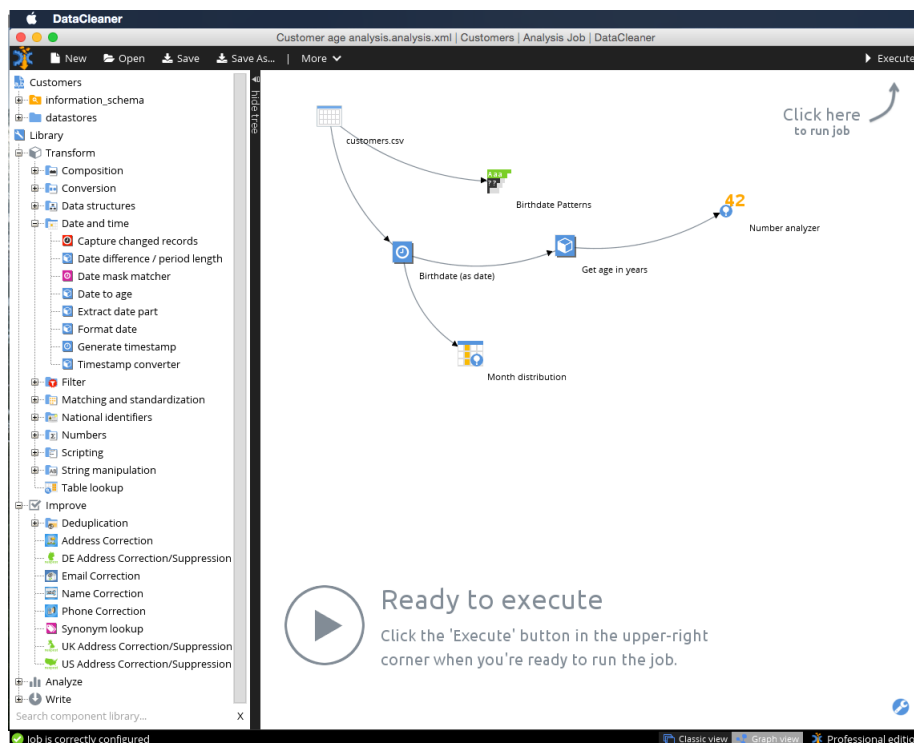 DataCleaner
Customer age analysis.analysis.xml | Customers | Analysis Job | DataCleaner
New Open Save Save As... | More Execute
Customers
information_schema
datastores
Library
Transform
Composition
Conversion
Data structures
Date and time
Capture changed records
Date difference / period length
Date mask matcher
Date to age
Extract date part
Format date
Generate timestamp
Timestamp converter
Filter
Matching and standardization
National identifiers
Numbers
Scripting
String manipulation
Table lookup
Improve
Deduplication
Address Correction
DE Address Correction/Suppression
Email Correction
Name Correction
Phone Correction
Synonym lookup
UK Address Correction/Suppression
US Address Correction/Suppression
Analyze
Write
Search component library... X
hide tree
Click here
to run job
customers.csv
Birthdate Patterns
42
Number analyzer
Birthdate (as date)
Get age in years
Month distribution
Ready to execute
Click the 'Execute' button in the upper-right
corner when you're ready to run the job.
Job is correctly configured
Classic view Graph view Professional editio